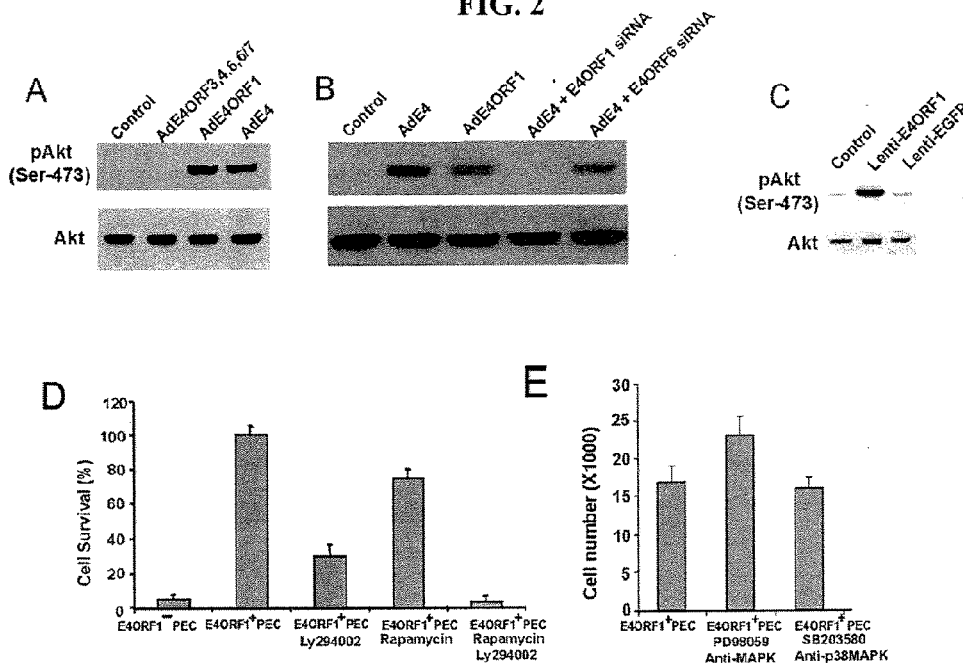 FIG. 2
A
Control
AdE4ORF3,4,6,6/7
AdE4ORF1
AdE4
pAkt
(Ser-473)
Akt
B
Control
AdE4
AdE4ORF1
AdE4 + E4ORF1 siRNA
AdE4 + E4ORF6 siRNA
C
Control
Lenti-E4ORF1
Lenti-EGFP
pAkt
(Ser-473)
Akt
D
Cell Survival (%)
120
100
80
60
40
20
0
E4ORF1⁻PEC
E4ORF1⁺PEC
E4ORF1⁺PEC
Ly294002
E4ORF1⁺PEC
Rapamycin
E4ORF1⁺PEC
Rapamycin
Ly294002
E
Cell number (X1000)
30
25
20
15
10
5
0
E4ORF1⁺PEC
E4ORF1⁺PEC
PD98059
Anti-MAPK
E4ORF1⁺PEC
SB203580
Anti-p38MAPK